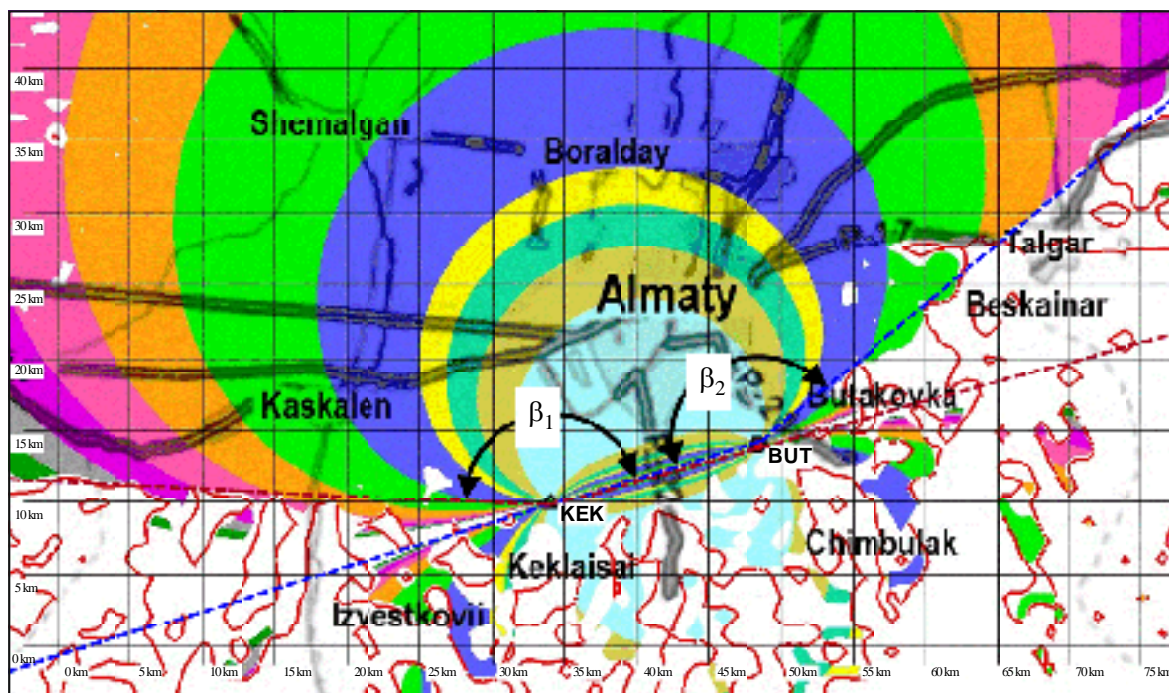 40 km
Shemalgan
35 km
Boralday
30 km
Talgar
25 km
Almaty
Beskainar
20 km
β2
Bulakovka
Kaskalen
β1
15 km
BUT
10 km
KEK
Chimbulak
Keklaisai
5 km
Izvestkovii
0 km
0 km 5 km 10 km 15 km 20 km 25 km 30 km 35 km 40 km 45 km 50 km 55 km 60 km 65 km 70 km 75 km